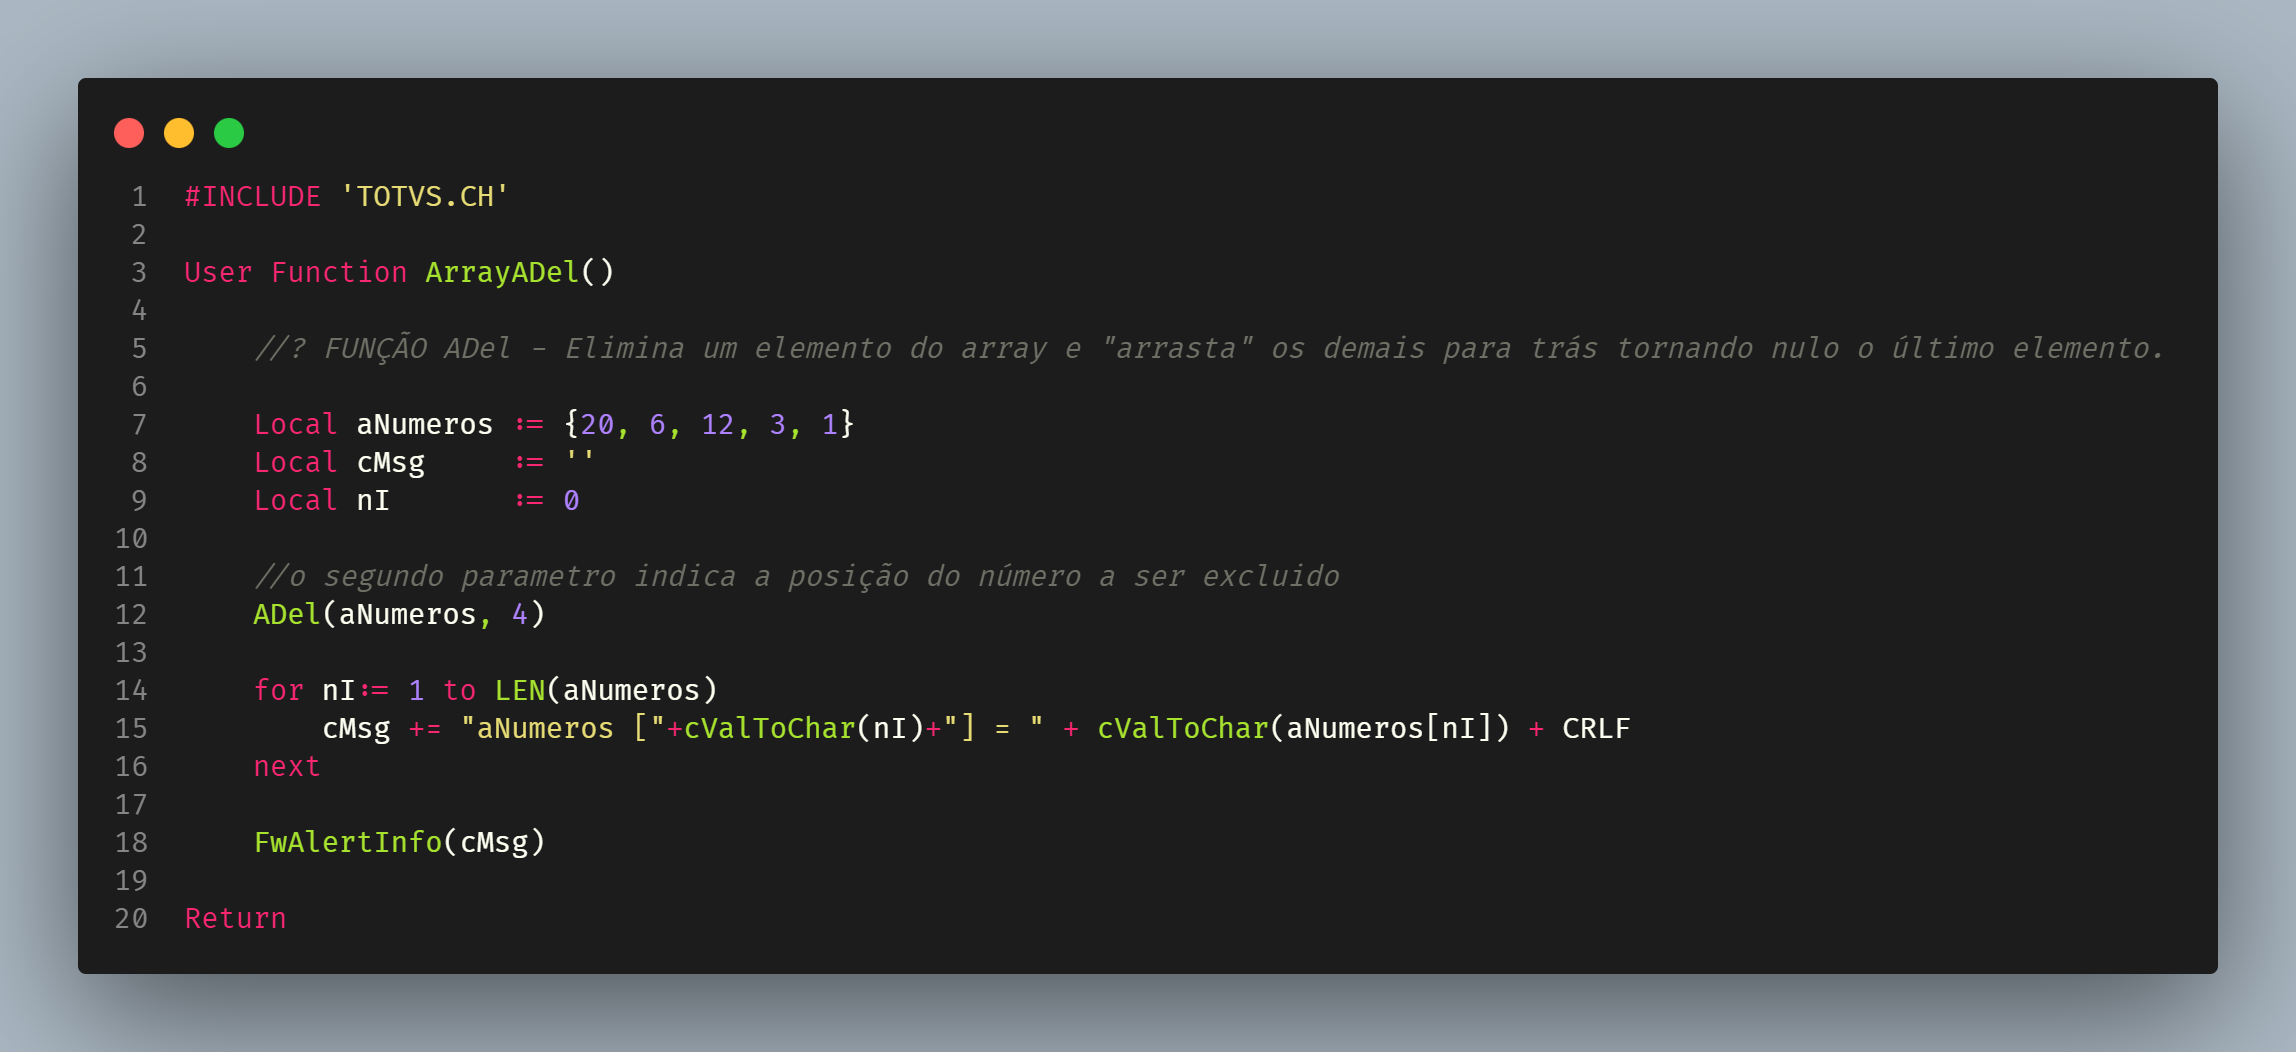 1 #INCLUDE 'TOTVS.CH'
2
3 User Function ArrayADel()
4
5     //? FUNÇÃO ADel - Elimina um elemento do array e "arrasta" os demais para trás tornando nulo o último elemento.
6
7     Local aNumeros := {20, 6, 12, 3, 1}
8     Local cMsg     := ''
9     Local nI       := 0
10
11     //o segundo parametro indica a posição do número a ser excluido
12     ADel(aNumeros, 4)
13
14     for nI:= 1 to LEN(aNumeros)
15         cMsg += "aNumeros ["+cValToChar(nI)+"] = " + cValToChar(aNumeros[nI]) + CRLF
16     next
17
18     FwAlertInfo(cMsg)
19
20 Return